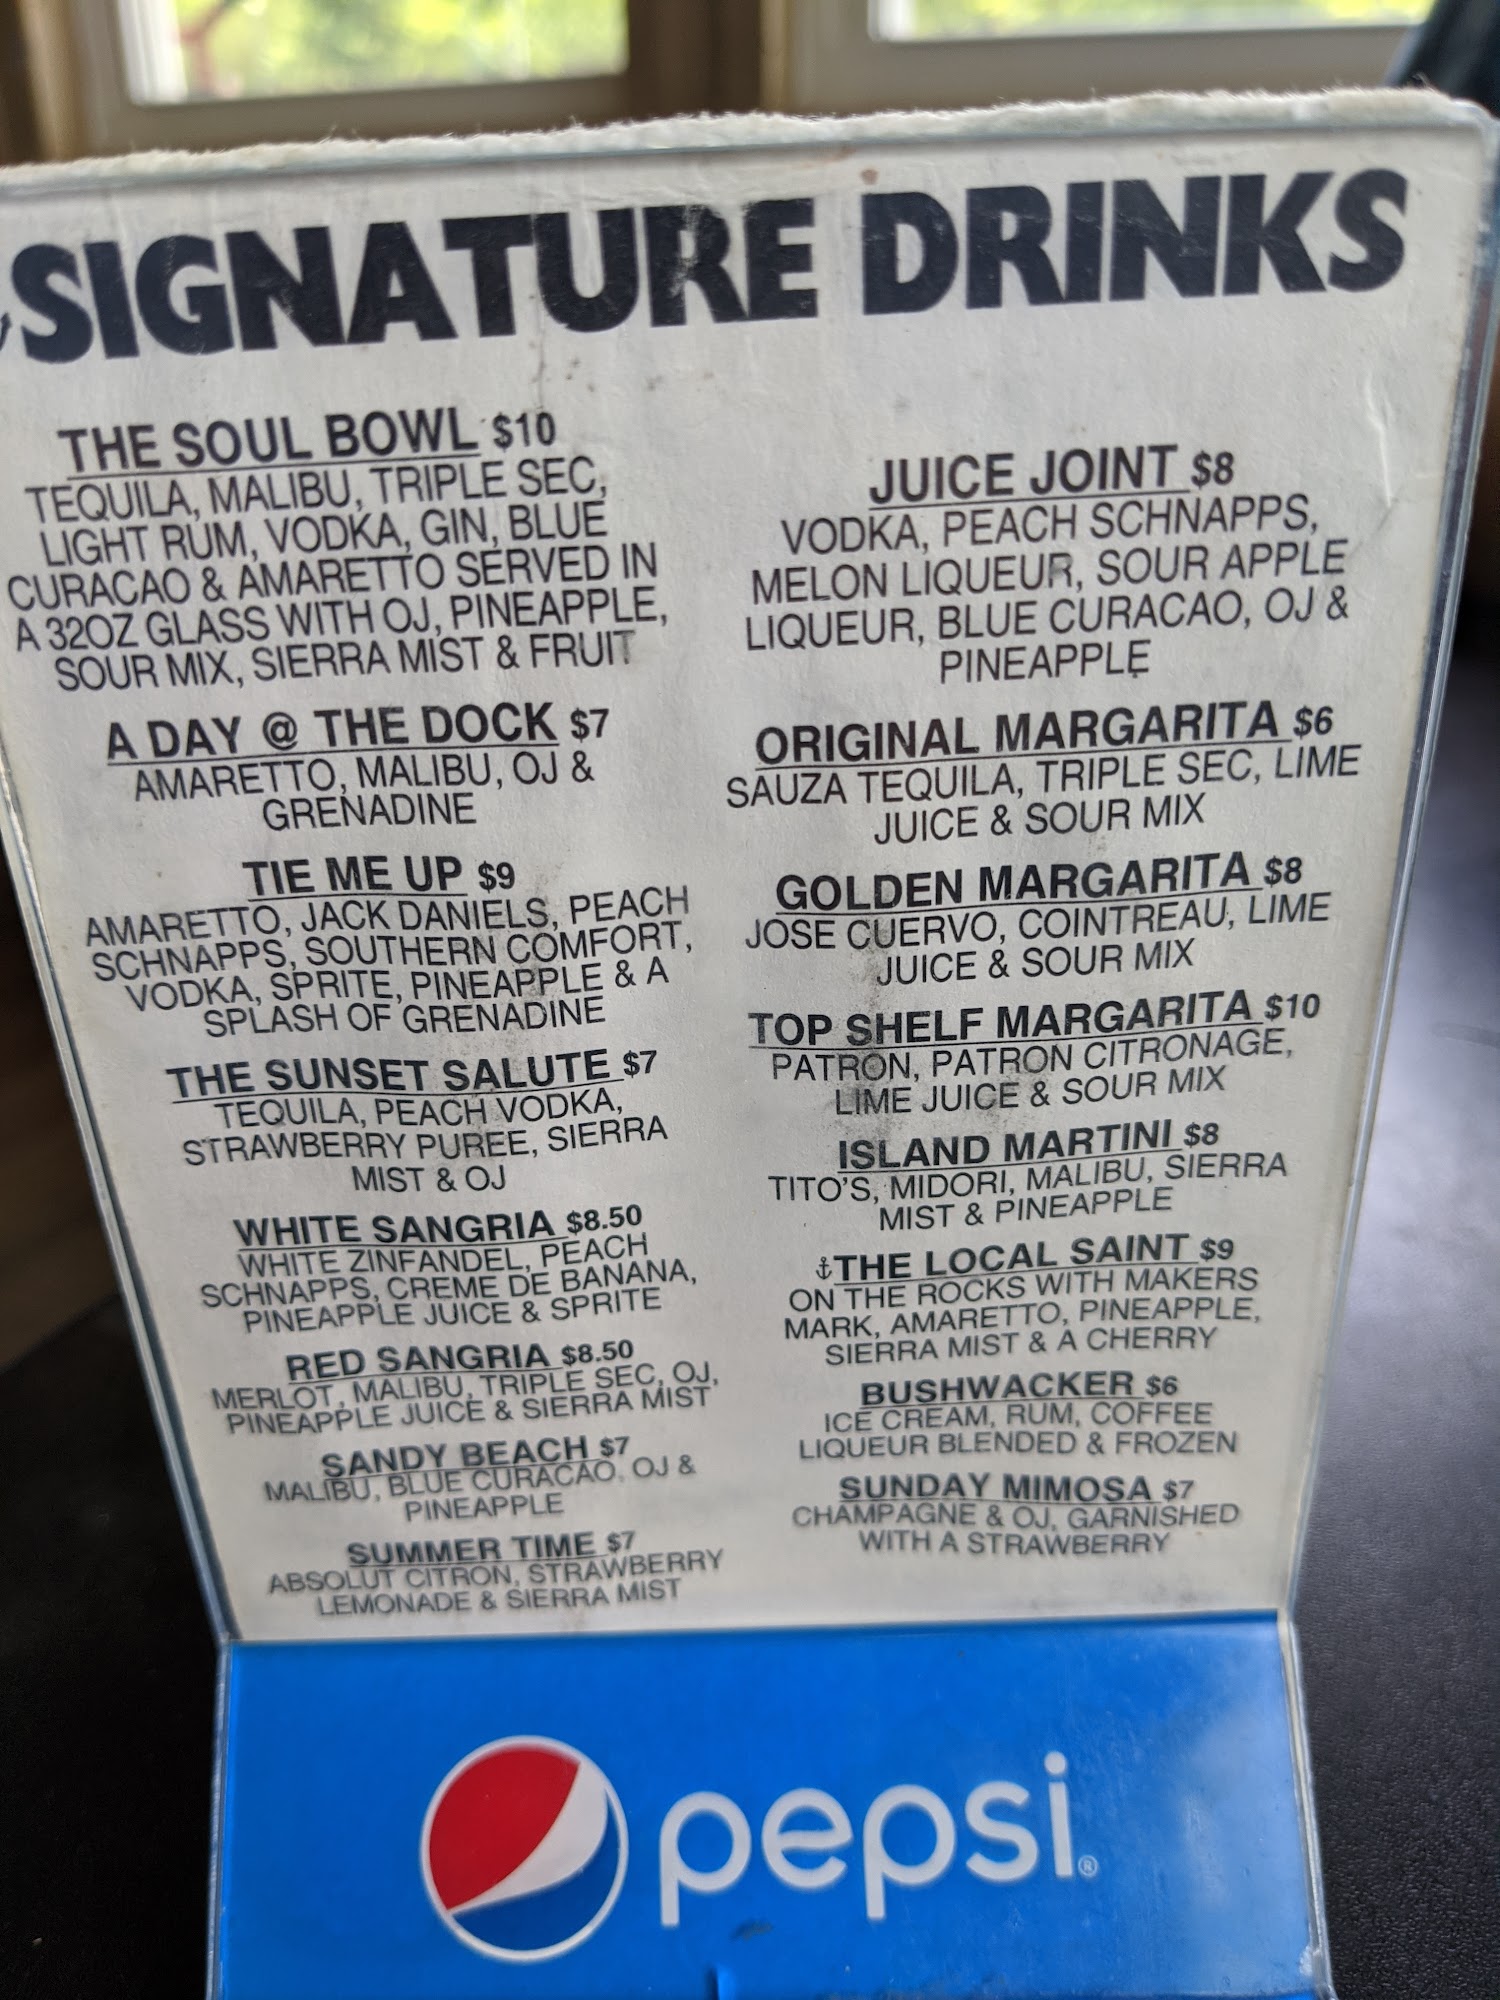 SIGNATURE DRINKS
THE SOUL BOWL $10
TEQUILA, MALIBU, TRIPLE SEC,
LIGHT RUM, VODKA, GIN, BLUE
CURACAO & AMARETTO SERVED IN
A 32OZ GLASS WITH OJ, PINEAPPLE,
SOUR MIX, SIERRA MIST & FRUIT
A DAY @ THE DOCK $7
AMARETTO, MALIBU, OJ &
GRENADINE
TIE ME UP $9
AMARETTO, JACK DANIELS, PEACH
SCHNAPPS, SOUTHERN COMFORT,
VODKA, SPRITE, PINEAPPLE & A
SPLASH OF GRENADINE
THE SUNSET SALUTE $7
TEQUILA, PEACH VODKA,
STRAWBERRY PUREE, SIERRA
MIST & OJ
WHITE SANGRIA $8.50
WHITE ZINFANDEL, PEACH
SCHNAPPS, CREME DE BANANA,
PINEAPPLE JUICE & SPRITE
RED SANGRIA $8.50
MERLOT, MALIBU, TRIPLE SEC, OJ,
PINEAPPLE JUICE & SIERRA MIST
SANDY BEACH $7
MALIBU, BLUE CURACAO, OJ &
PINEAPPLE
SUMMER TIME $7
ABSOLUT CITRON, STRAWBERRY
LEMONADE & SIERRA MIST
JUICE JOINT $8
VODKA, PEACH SCHNAPPS,
MELON LIQUEUR, SOUR APPLE
LIQUEUR, BLUE CURACAO, OJ &
PINEAPPLE
ORIGINAL MARGARITA $6
SAUZA TEQUILA, TRIPLE SEC, LIME
JUICE & SOUR MIX
GOLDEN MARGARITA $8
JOSE CUERVO, COINTREAU, LIME
JUICE & SOUR MIX
TOP SHELF MARGARITA $10
PATRON, PATRON CITRONAGE,
LIME JUICE & SOUR MIX
ISLAND MARTINI $8
TITO'S, MIDORI, MALIBU, SIERRA
MIST & PINEAPPLE
⚓THE LOCAL SAINT $9
ON THE ROCKS WITH MAKERS
MARK, AMARETTO, PINEAPPLE,
SIERRA MIST & A CHERRY
BUSHWACKER $6
ICE CREAM, RUM, COFFEE
LIQUEUR BLENDED & FROZEN
SUNDAY MIMOSA $7
CHAMPAGNE & OJ, GARNISHED
WITH A STRAWBERRY
pepsi®